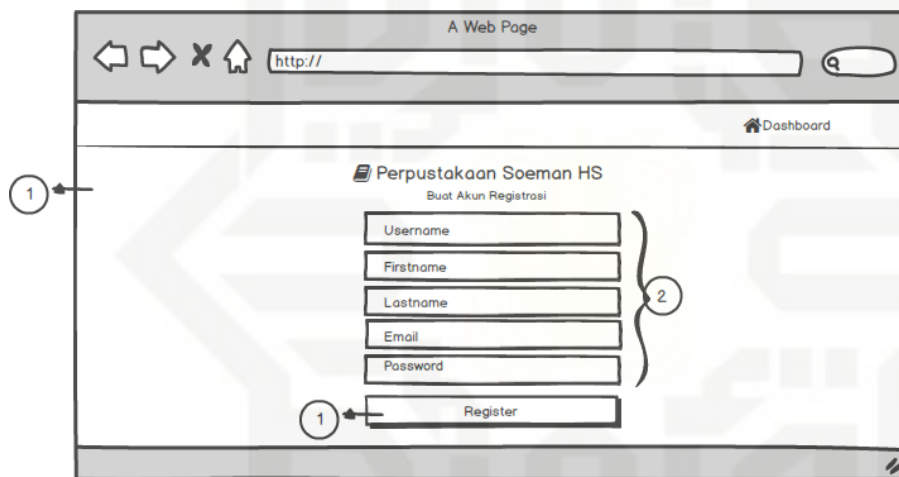 A Web Page
http://
Dashboard
1
Perpustakaan Soeman HS
Buat Akun Registrasi
Username
Firstname
Lastname
2
Email
Password
1
Register